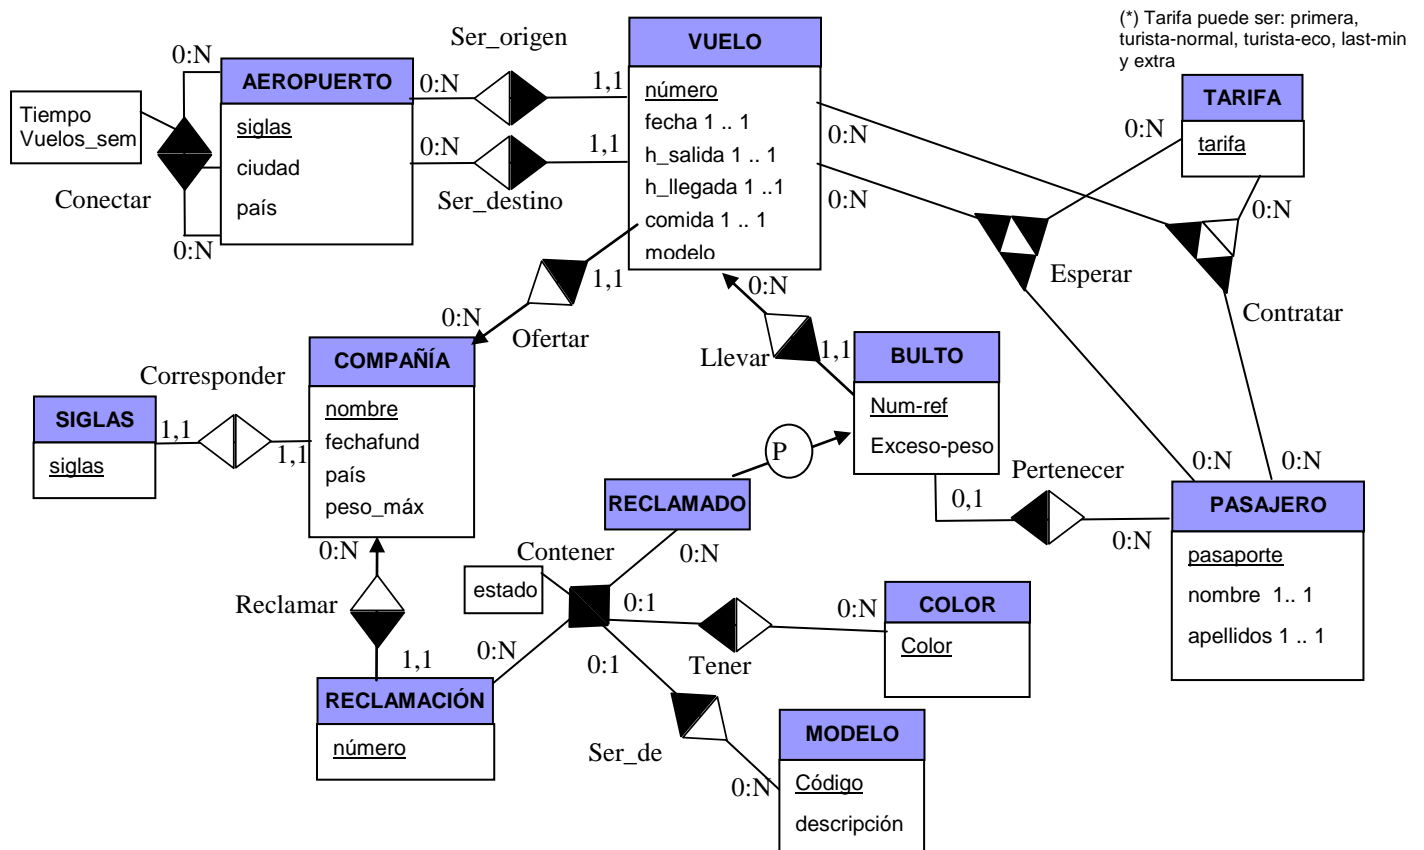 (*) Tarifa puede ser: primera,
turista-normal, turista-eco, last-min
y extra
Ser_origen
VUELO
0:N
AEROPUERTO
0:N
1,1
número
TARIFA
Tiempo
Vuelos_sem
siglas
fecha 1 .. 1
0:N
0:N
tarifa
0:N
1,1
h_salida 1 .. 1
ciudad
h_llegada 1 ..1
0:N
Conectar
Ser_destino
país
comida 1 .. 1
0:N
0:N
modelo
1,1
0:N
Esperar
Contratar
0:N
Ofertar
Llevar
1,1
COMPAÑÍA
BULTO
Corresponder
nombre
Num-ref
SIGLAS
1,1
1,1
fechafund
Exceso-peso
siglas
país
P
Pertenecer
0:N
0:N
peso_máx
RECLAMADO
0,1
PASAJERO
0:N
0:N
Contener
0:N
pasaporte
estado
Reclamar
0:1
0:N
COLOR
nombre  1.. 1
apellidos 1 .. 1
1,1
0:N
0:1
Tener
Color
RECLAMACIÓN
número
MODELO
Ser_de
0:N
Código
descripción